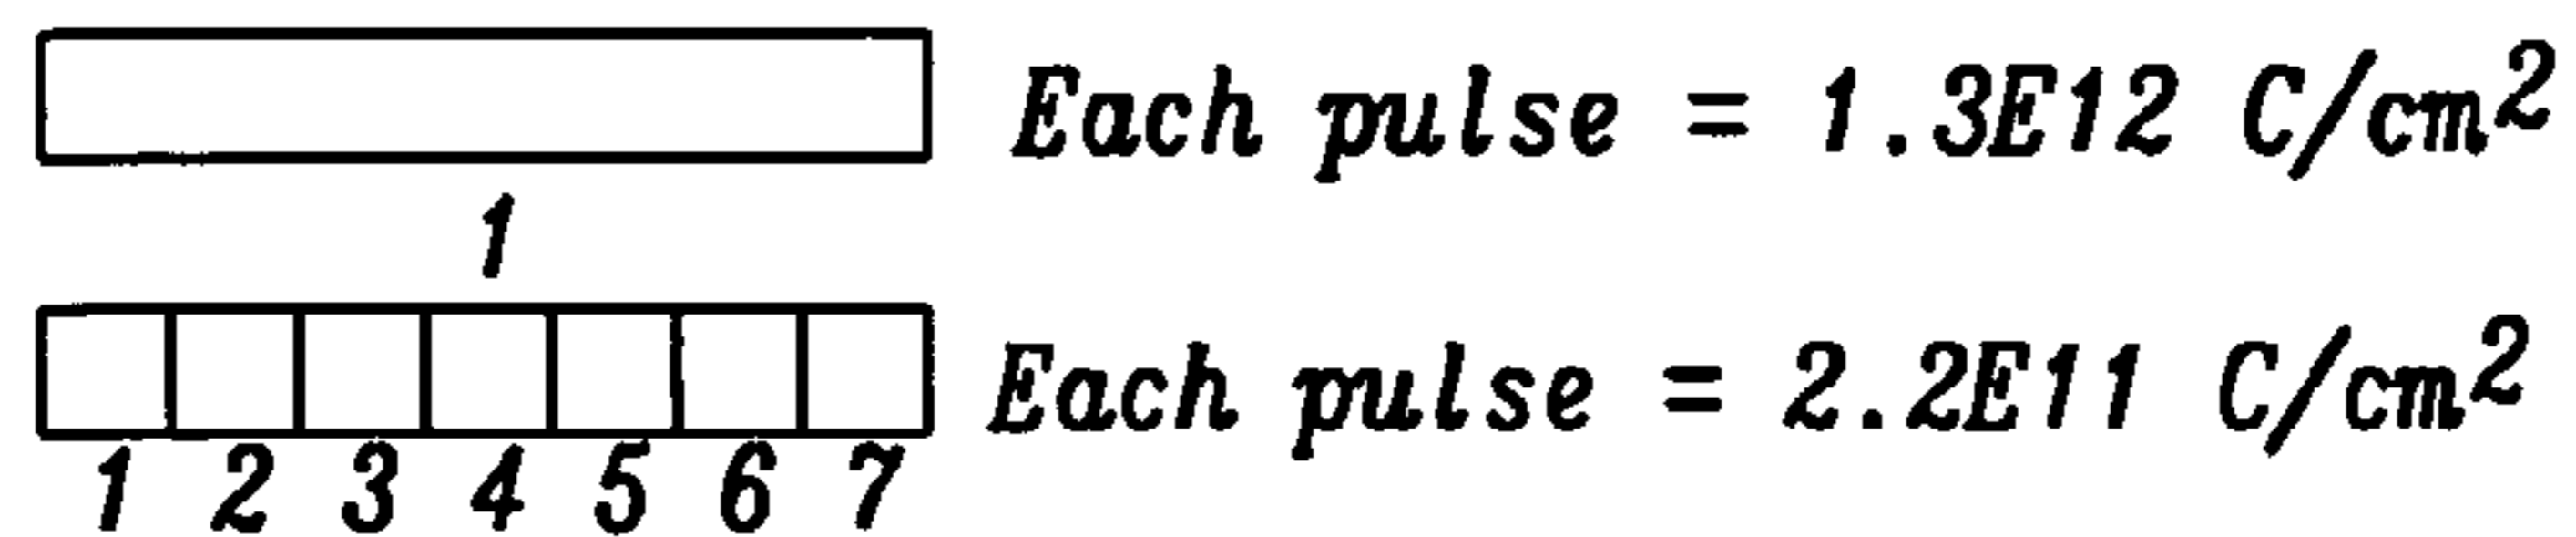 Each pulse = 1.3E12 C/cm²
1
Each pulse = 2.2E11 C/cm²
1 2 3 4 5 6 7